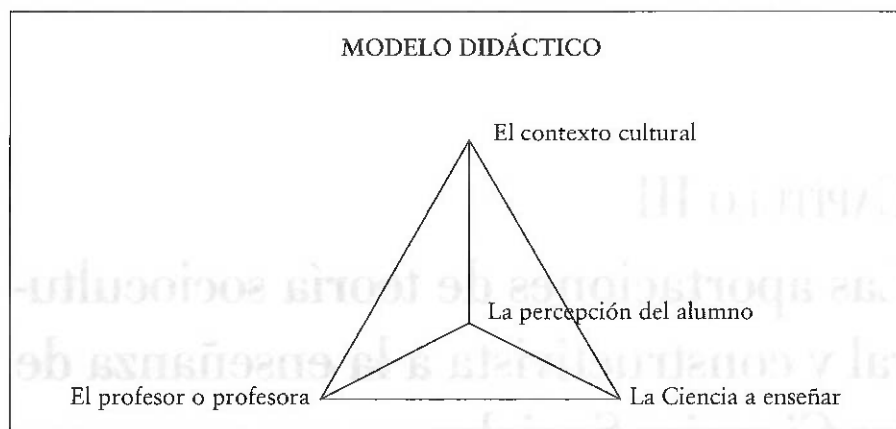 MODELO DIDÁCTICO
El contexto cultural
La percepción del alumno
El profesor o profesora
La Ciencia a enseñar